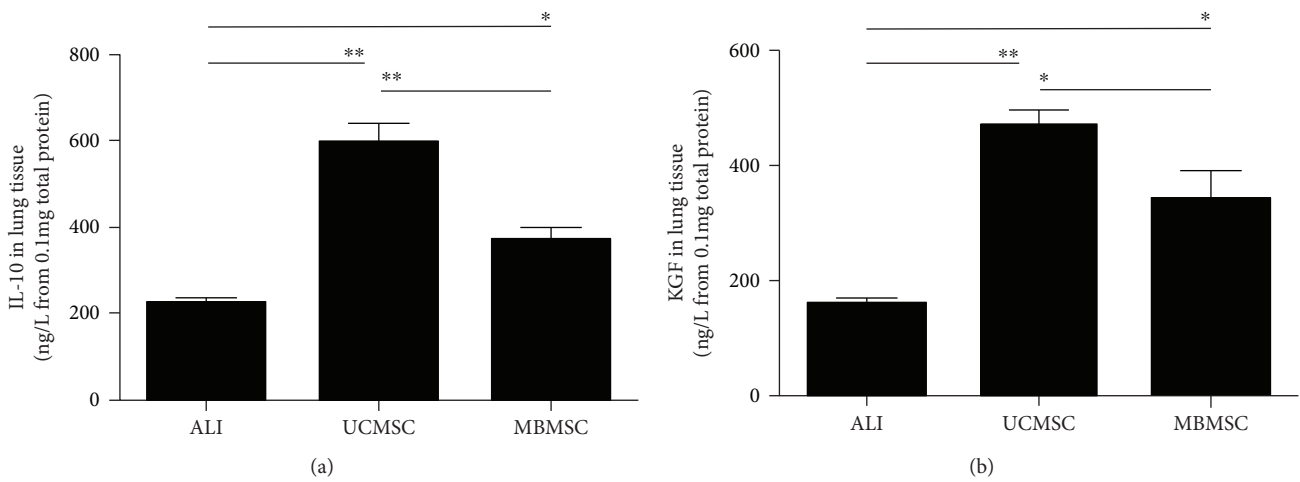 *
**
**
800
600
400
200
0
IL-10 in lung tissue
(ng/L from 0.1mg total protein)
ALI UCMSC MBMSC
(a)
*
**
*
600
400
200
0
KGF in lung tissue
(ng/L from 0.1mg total protein)
ALI UCMSC MBMSC
(b)